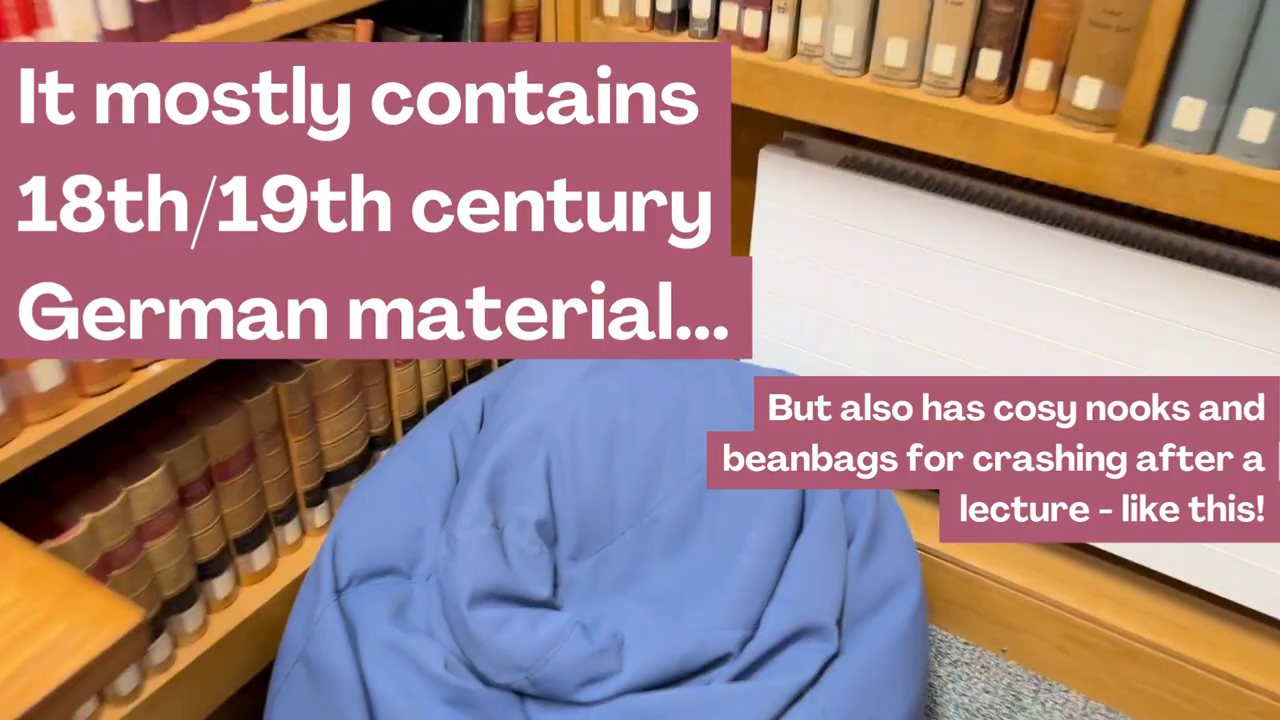 It mostly contains
18th/19th century
German material...
But also has cosy nooks and
beanbags for crashing after a
lecture - like this!